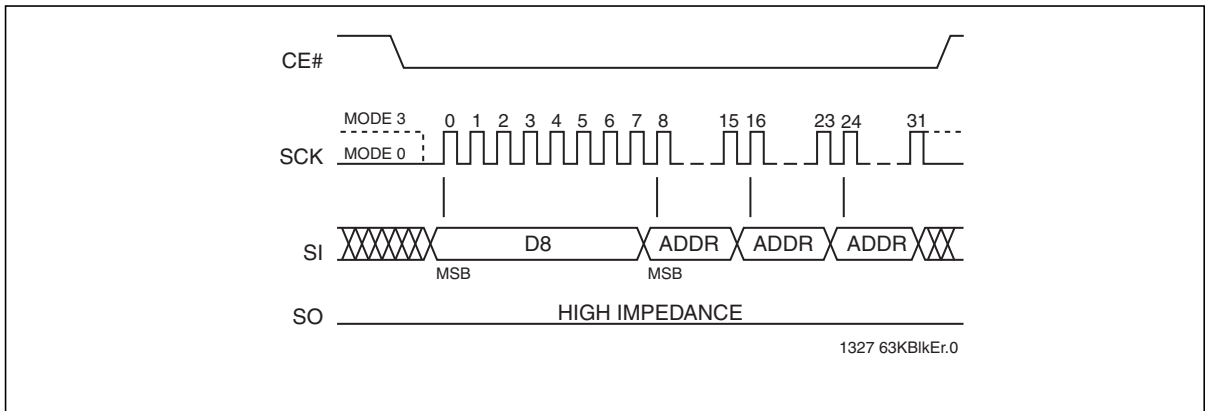 CE#
MODE 3 0 1 2 3 4 5 6 7 8 15 16 23 24 31
SCK MODE 0
SI D8 ADDR ADDR ADDR
MSB MSB
SO HIGH IMPEDANCE
1327 63KBlkEr.0